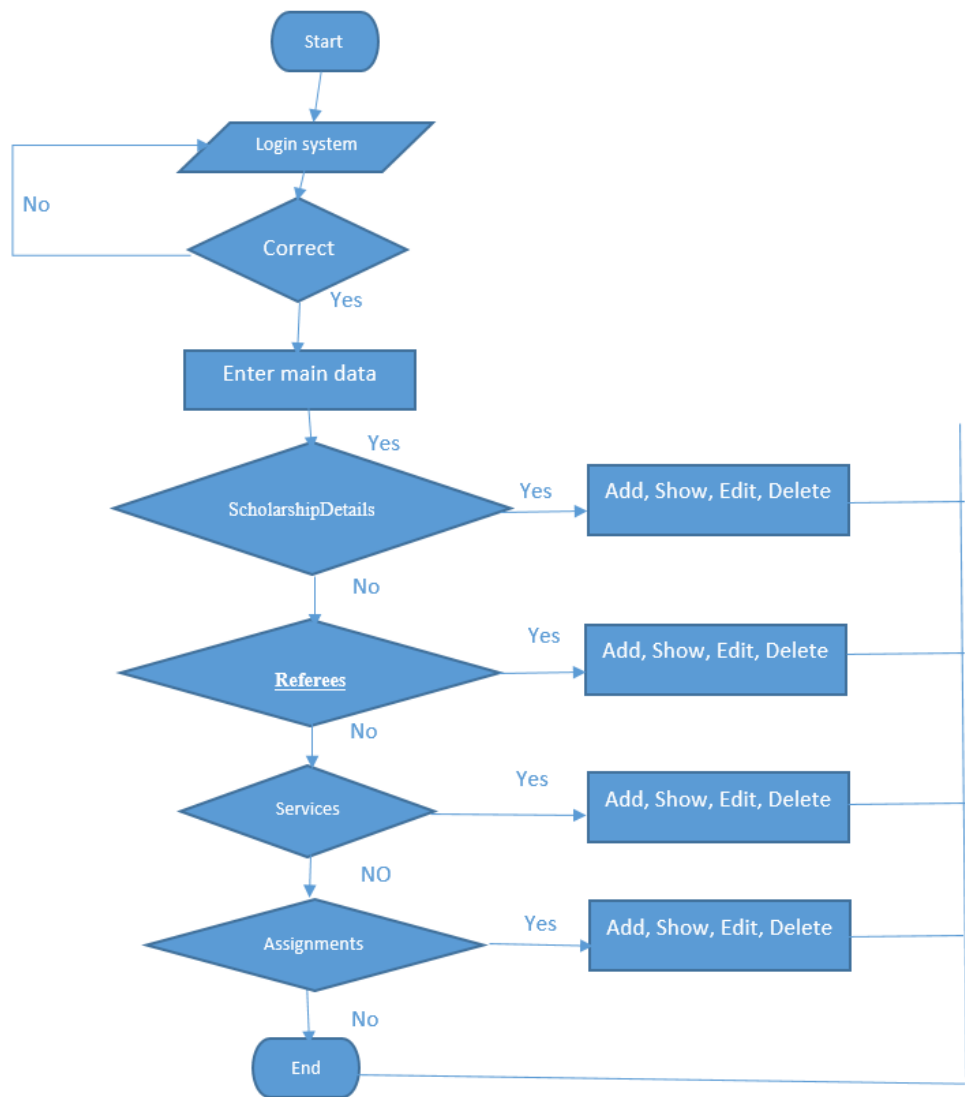 Start
Login system
No
Correct
Yes
Enter main data
Yes
ScholarshipDetails
Yes
Add, Show, Edit, Delete
No
Referees
Yes
Add, Show, Edit, Delete
No
Services
Yes
Add, Show, Edit, Delete
NO
Assignments
Yes
Add, Show, Edit, Delete
No
End